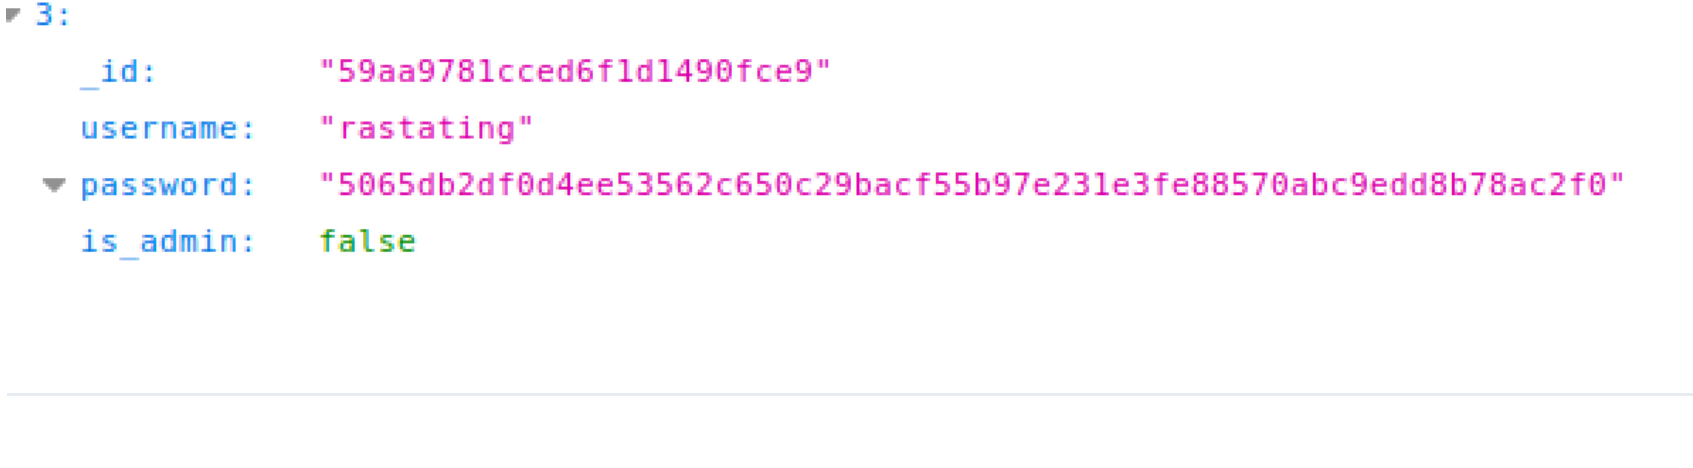 3:
_id: "59aa9781cced6f1d1490fce9"
username: "rastating"
password: "5065db2df0d4ee53562c650c29bacf55b97e231e3fe88570abc9edd8b78ac2f0"
is_admin: false